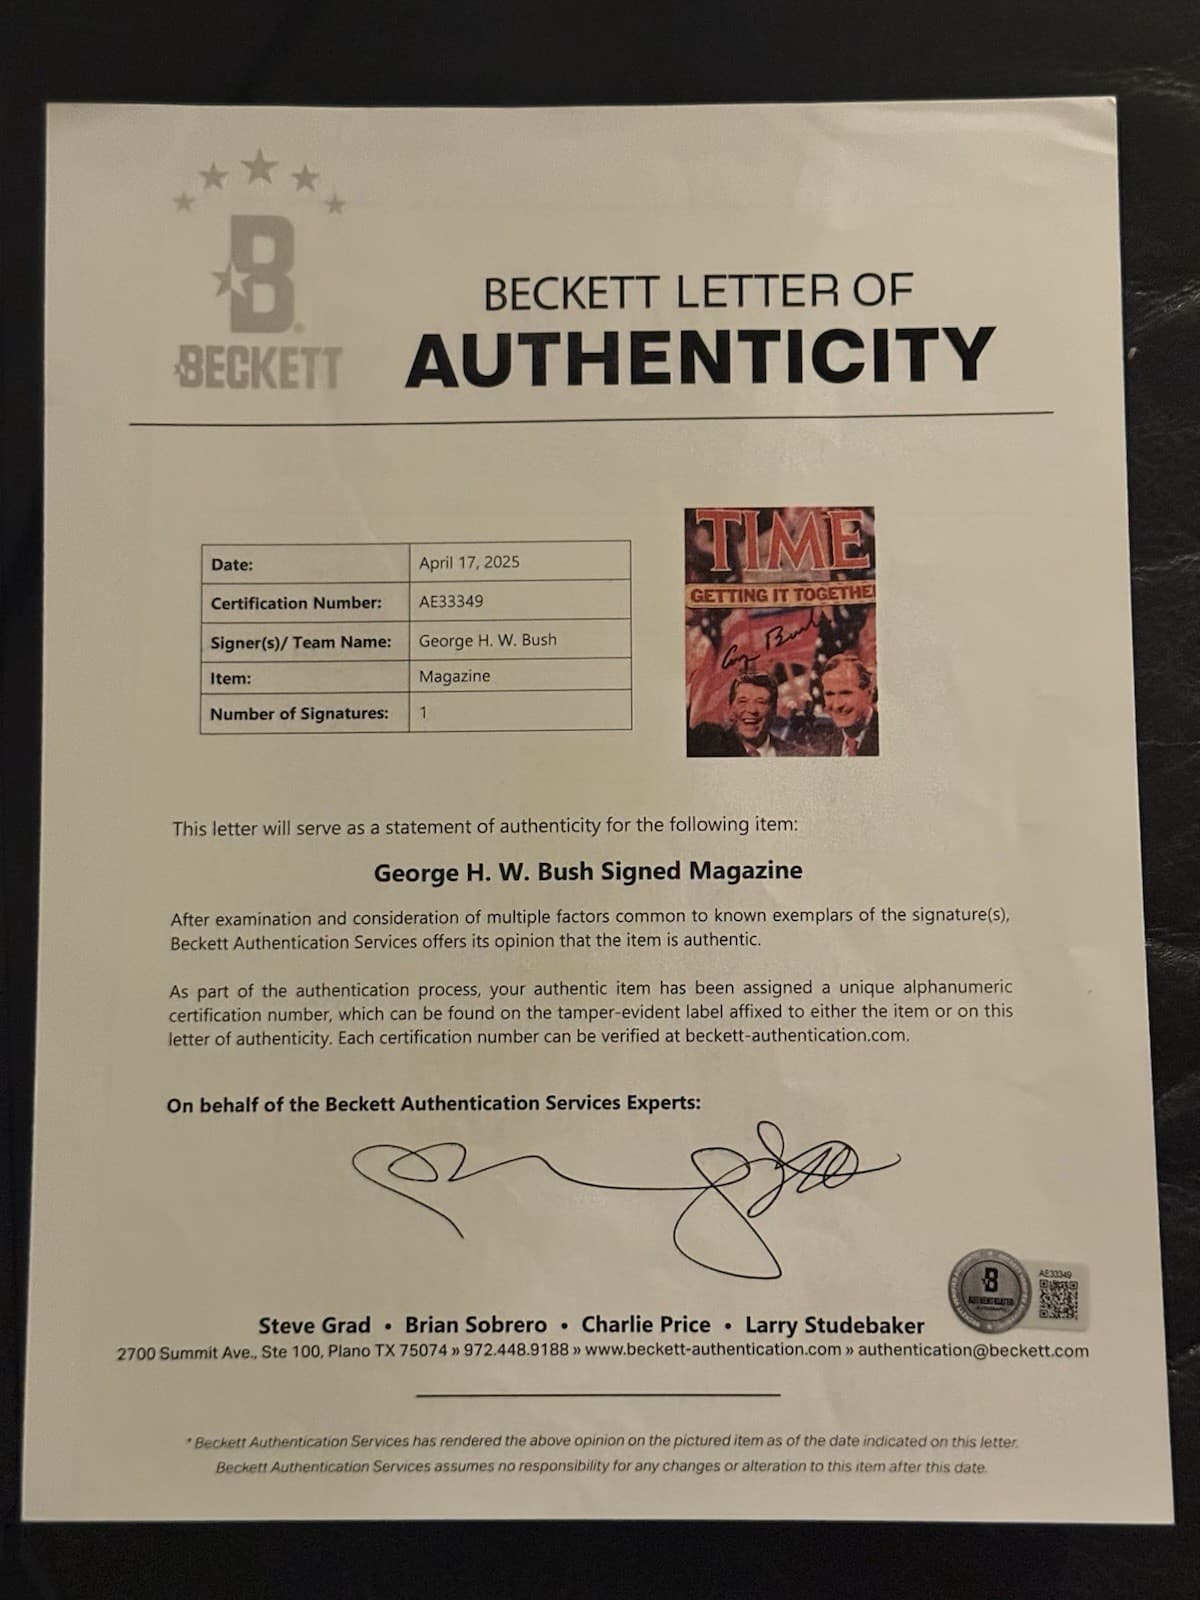 B
BECKETT
BECKETT LETTER OF
AUTHENTICITY
Date: April 17, 2025
Certification Number: AE33349
Signer(s)/ Team Name: George H. W. Bush
Item: Magazine
Number of Signatures: 1
TIME
GETTING IT TOGETHE
Bush
This letter will serve as a statement of authenticity for the following item:
George H. W. Bush Signed Magazine
After examination and consideration of multiple factors common to known exemplars of the signature(s),
Beckett Authentication Services offers its opinion that the item is authentic.
As part of the authentication process, your authentic item has been assigned a unique alphanumeric
certification number, which can be found on the tamper-evident label affixed to either the item or on this
letter of authenticity. Each certification number can be verified at beckett-authentication.com.
On behalf of the Beckett Authentication Services Experts:
B
AUTHENTICATED
AE33349
Steve Grad • Brian Sobrero • Charlie Price • Larry Studebaker
2700 Summit Ave., Ste 100, Plano TX 75074 » 972.448.9188 » www.beckett-authentication.com » authentication@beckett.com
* Beckett Authentication Services has rendered the above opinion on the pictured item as of the date indicated on this letter.
Beckett Authentication Services assumes no responsibility for any changes or alteration to this item after this date.